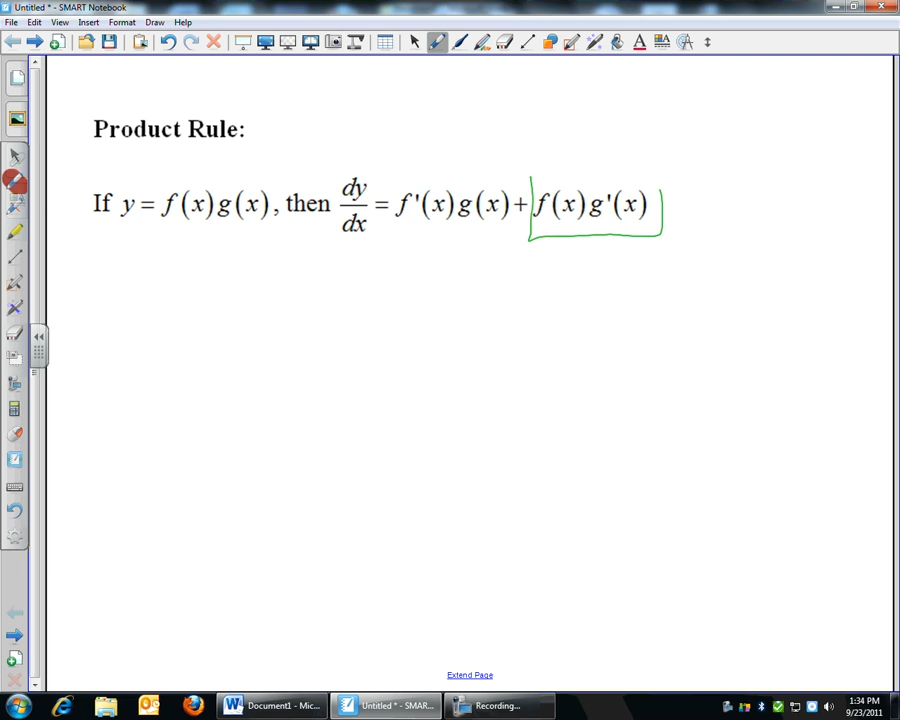 Untitled * - SMART Notebook
File Edit View Insert Format Draw Help
Product Rule:
If y = f(x)g(x), then dy/dx = f'(x)g(x) + f(x)g'(x)
Extend Page
Document1 - Mic...
Untitled * - SMAR...
Recording...
1:34 PM
9/23/2011